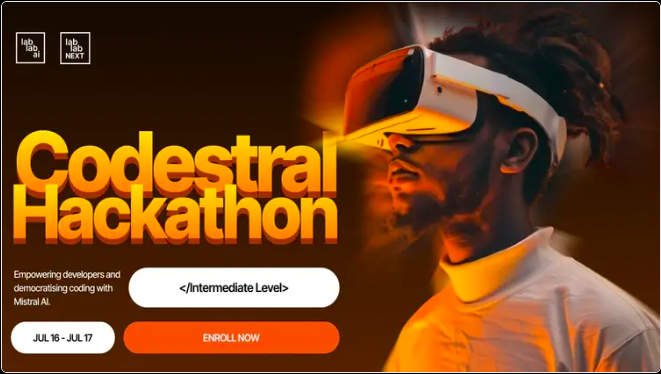 lab
lab
ai
lab
lab
NEXT
Codestral
Hackathon
Empowering developers and
democratising coding with
Mistral AI.
</Intermediate Level>
JUL 16 - JUL 17
ENROLL NOW